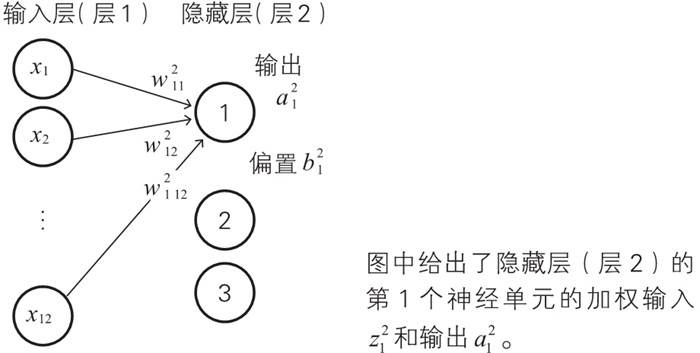 输入层(层1) 隐藏层(层2)
x₁
w²₁₁
输出
a²₁
1
x₂
w²₁₂
偏置 b²₁
w²₁ ₁₂
⋮
2
3
x₁₂
图中给出了隐藏层(层2)的
第1个神经单元的加权输入
z²₁和输出a²₁。